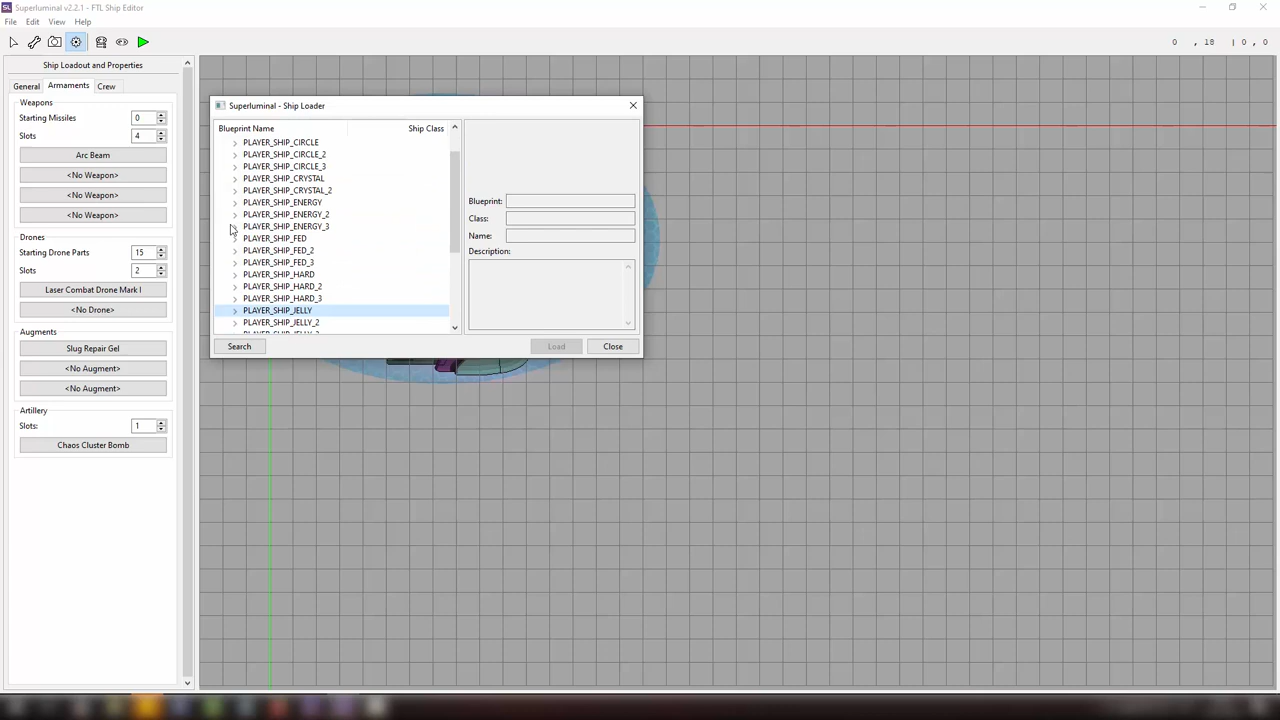 Superluminal v2.2.1 - FTL Ship Editor
File Edit View Help
0 , 18 | 0 , 0
Ship Loadout and Properties
General Armaments Crew
Weapons
Starting Missiles 0
Slots 4
Arc Beam
<No Weapon>
<No Weapon>
<No Weapon>
Drones
Starting Drone Parts 15
Slots 2
Laser Combat Drone Mark I
<No Drone>
Augments
Slug Repair Gel
<No Augment>
<No Augment>
Artillery
Slots: 1
Chaos Cluster Bomb
Superluminal - Ship Loader
Blueprint Name Ship Class
PLAYER_SHIP_CIRCLE
PLAYER_SHIP_CIRCLE_2
PLAYER_SHIP_CIRCLE_3
PLAYER_SHIP_CRYSTAL
PLAYER_SHIP_CRYSTAL_2
PLAYER_SHIP_ENERGY
PLAYER_SHIP_ENERGY_2
PLAYER_SHIP_ENERGY_3
PLAYER_SHIP_FED
PLAYER_SHIP_FED_2
PLAYER_SHIP_FED_3
PLAYER_SHIP_HARD
PLAYER_SHIP_HARD_2
PLAYER_SHIP_HARD_3
PLAYER_SHIP_JELLY
PLAYER_SHIP_JELLY_2
Blueprint:
Class:
Name:
Description:
Search Load Close